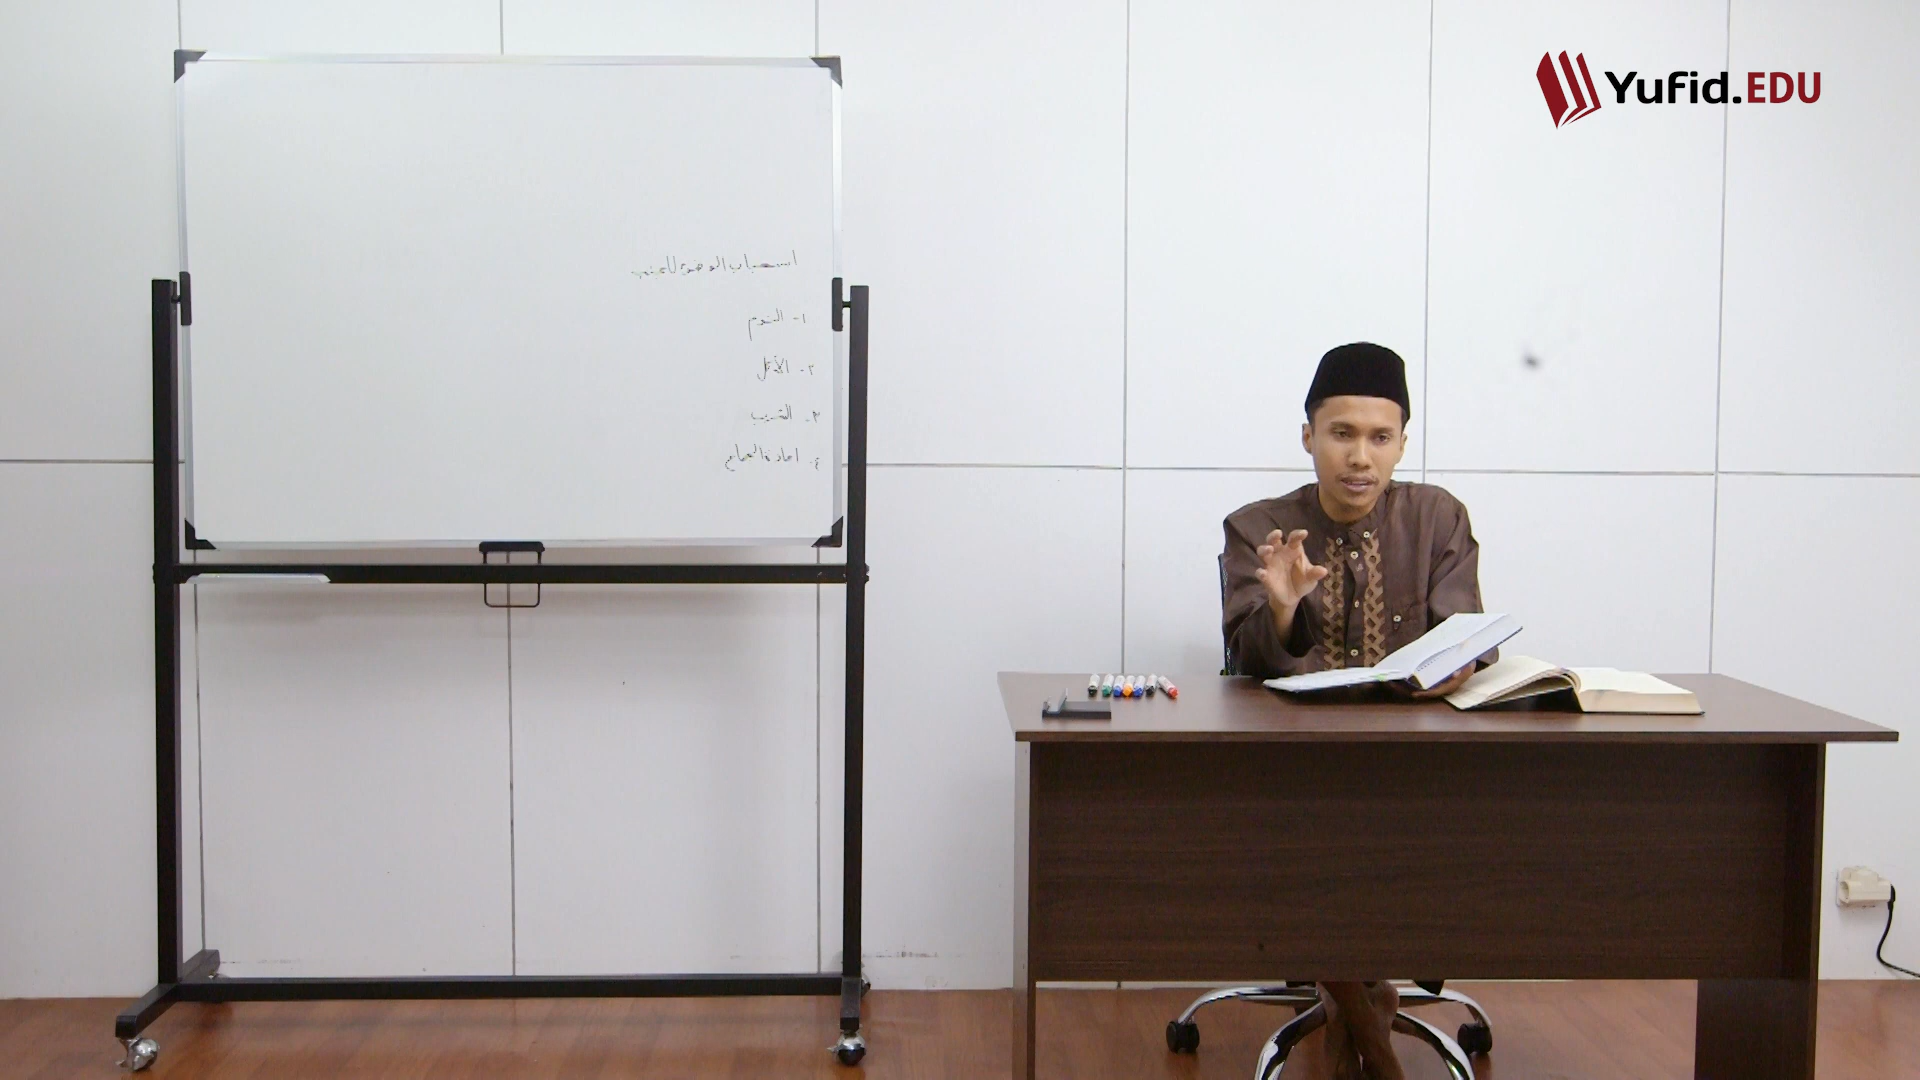 Yufid.EDU
استحباب الوضوء للجنب
١- النوم
٢- الأكل
٣- الشرب
٤- اعادة الجماع